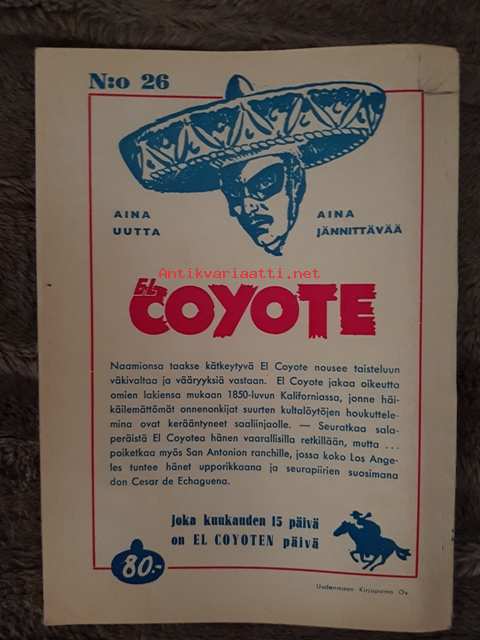 N:o 26
AINA
UUTTA
AINA
JÄNNITTÄVÄÄ
Antikvariaatti.net
EL
COYOTE
Naamionsa taakse kätkeytyvä El Coyote nousee taisteluun
väkivaltaa ja vääryyksiä vastaan. El Coyote jakaa oikeutta
omien lakiensa mukaan 1850-luvun Kaliforniassa, jonne häi-
käilemättömät onnenonkijat suurten kultalöytöjen houkuttele-
mina ovat kerääntyneet saaliinjaolle. — Seuratkaa sala-
peräistä El Coyotea hänen vaarallisilla retkillään, mutta ...
poiketkaa myös San Antonion ranchille, jossa koko Los Ange-
les tuntee hänet upporikkaana ja seurapiirien suosimana
don Cesar de Echaguena.
Joka kuukauden 15 päivä
on EL COYOTEN päivä
80:-
Uudenmaan Kirjapaino Oy